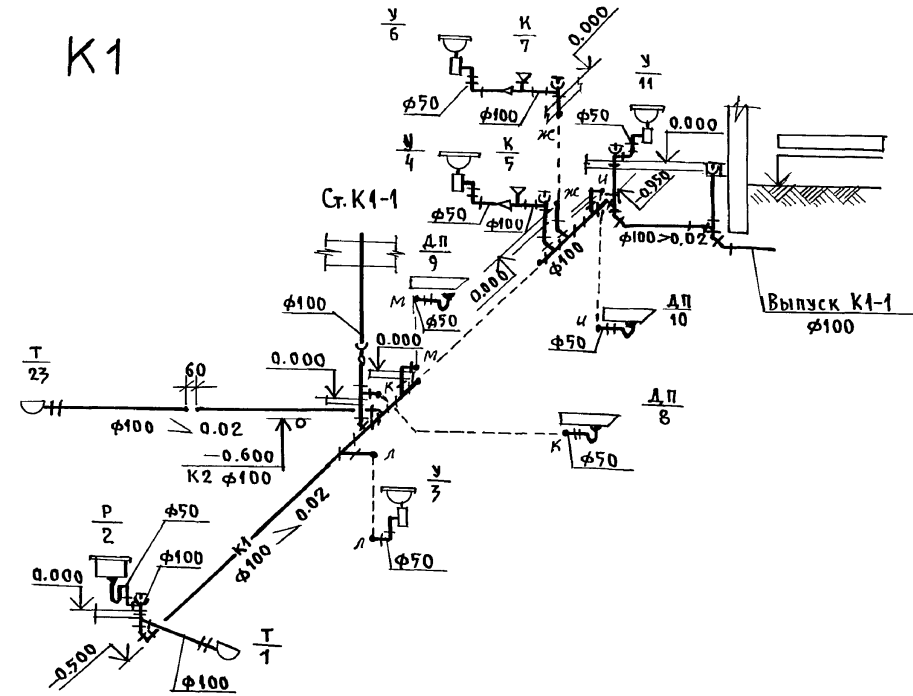 К1
У
6
К
7
0.000
У
11
ф50
ф100
Ж
ф50
0.000
У
4
К
5
И
Ж
-0.950
Ст. К1-1
ф50
ф100
ф100
ф100>0.02
ДП
9
0.000
М
ф50
Выпуск К1-1
ф100
ф100
И
ДП
10
ф50
Т
23
60
0.000
0.000
М
К
ф100 > 0.02
-0.600
К2 ф100
О
К
ДП
8
ф50
Л
У
3
Л
ф50
К1
ф100 > 0.02
Р
2
ф50
ф100
0.000
-0.500
Т
1
ф100